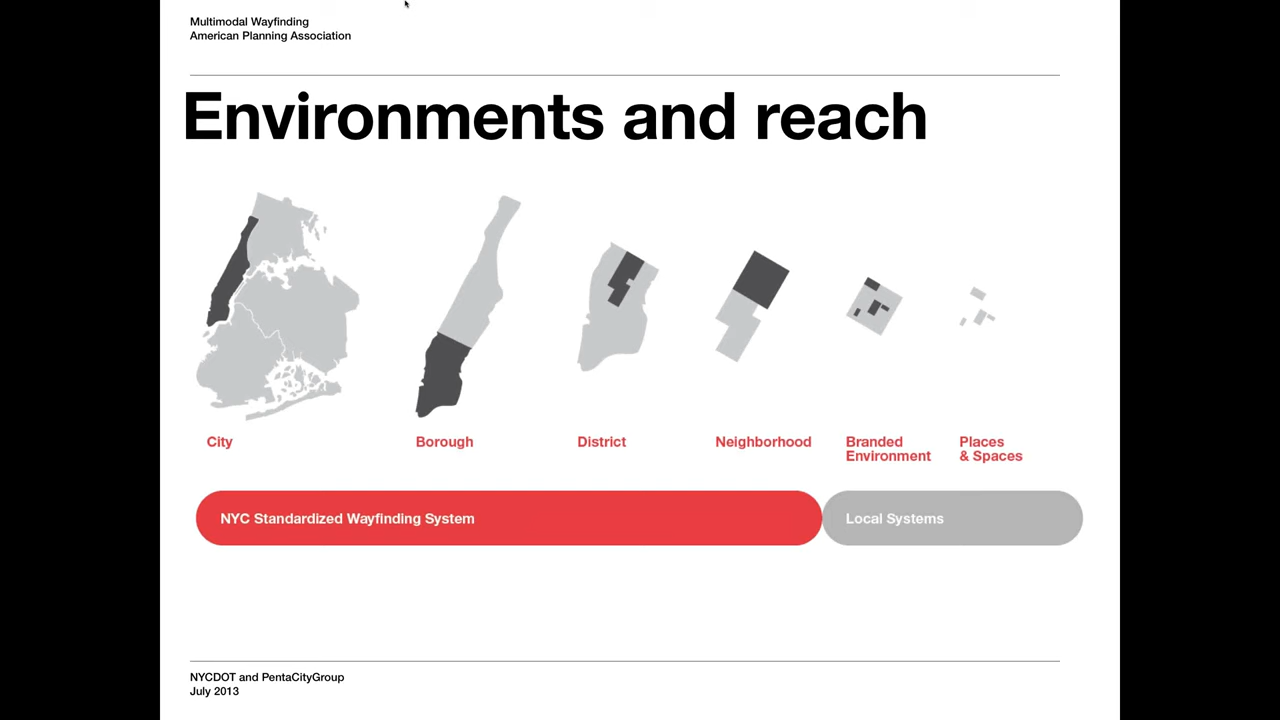 Multimodal Wayfinding
American Planning Association
Environments and reach
City
Borough
District
Neighborhood
Branded
Environment
Places
& Spaces
NYC Standardized Wayfinding System
Local Systems
NYCDOT and PentaCityGroup
July 2013